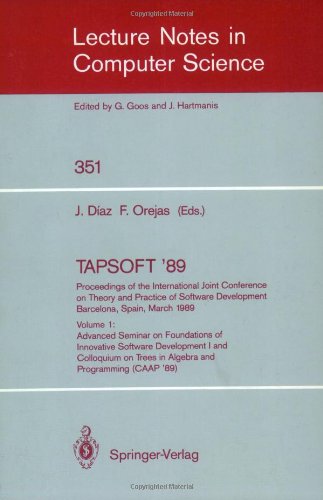 Lecture Notes in
Computer Science
Edited by G. Goos and J. Hartmanis
351
J. Díaz F. Orejas (Eds.)
TAPSOFT '89
Proceedings of the International Joint Conference
on Theory and Practice of Software Development
Barcelona, Spain, March 1989
Volume 1:
Advanced Seminar on Foundations of
Innovative Software Development I and
Colloquium on Trees in Algebra and
Programming (CAAP '89)
Springer-Verlag